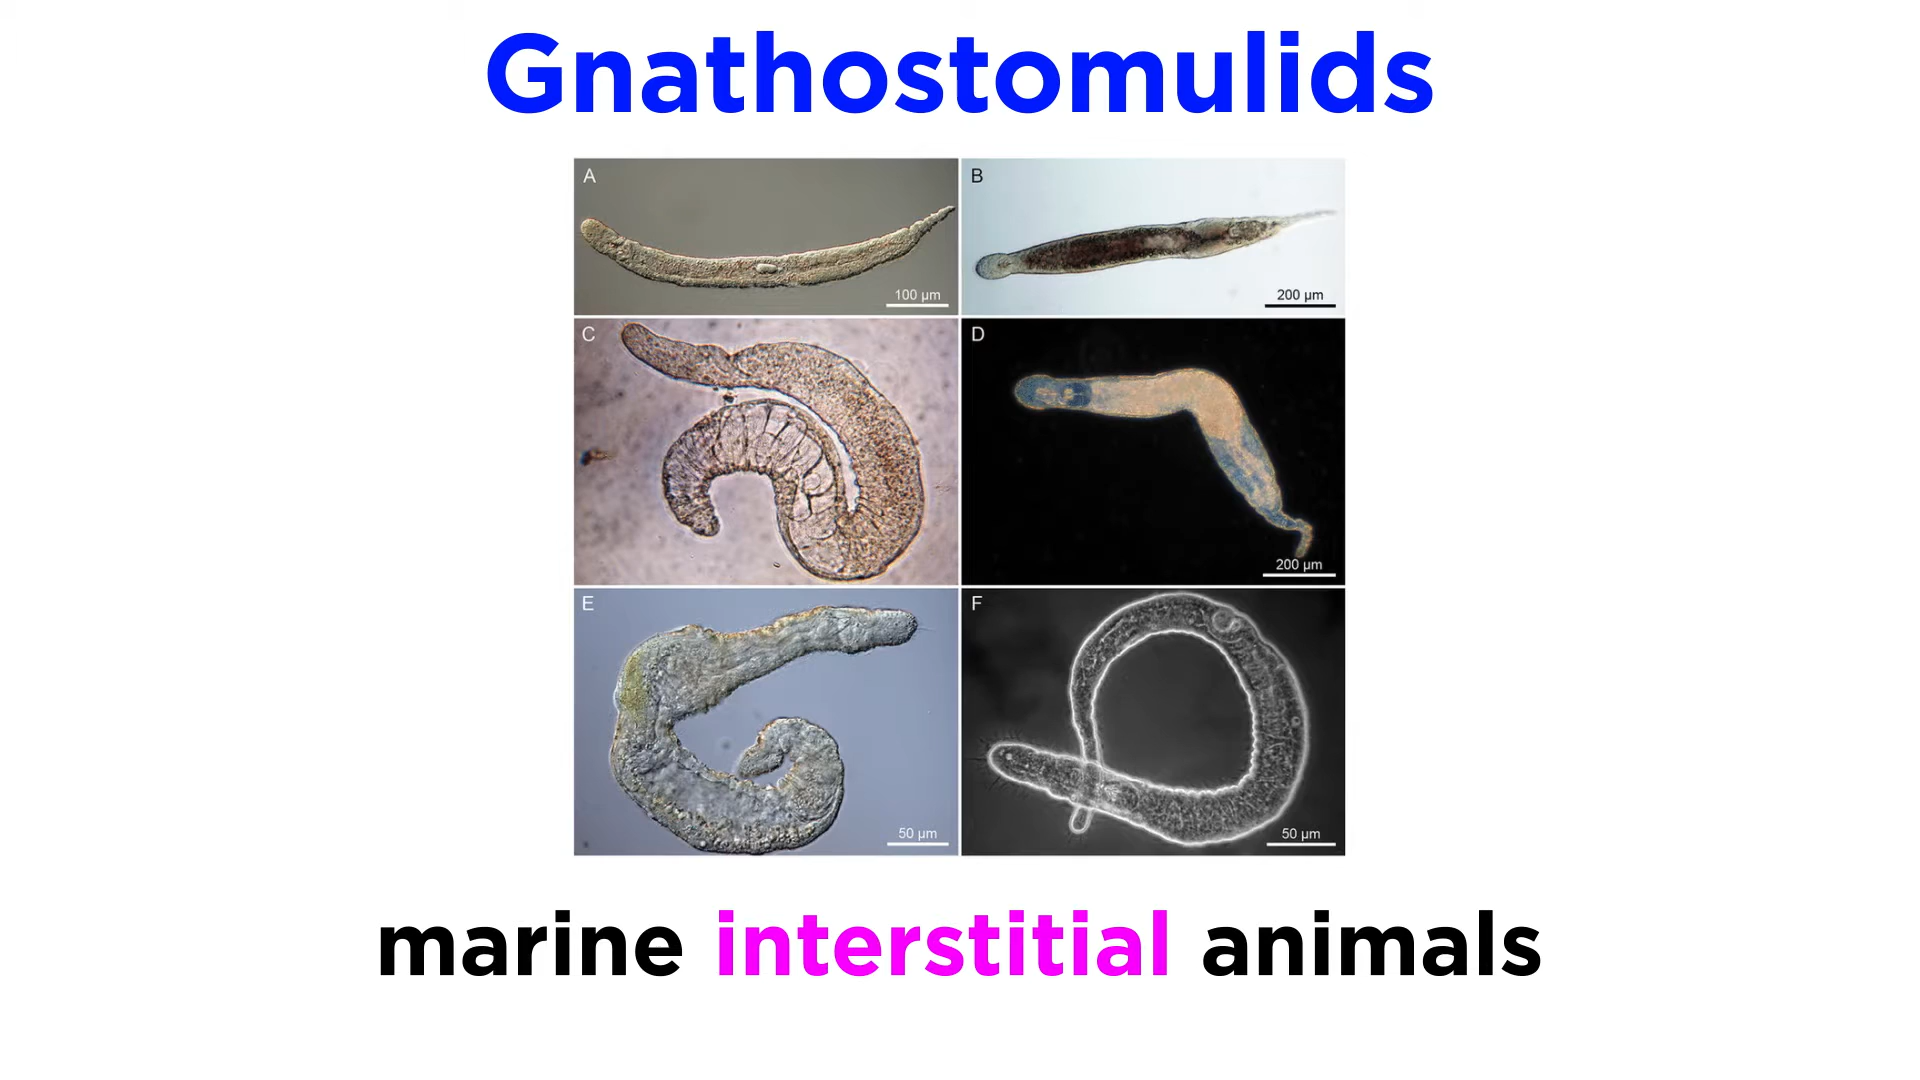 Gnathostomulids
A
B
100 µm
200 µm
C
D
200 µm
E
F
50 µm
50 µm
marine interstitial animals